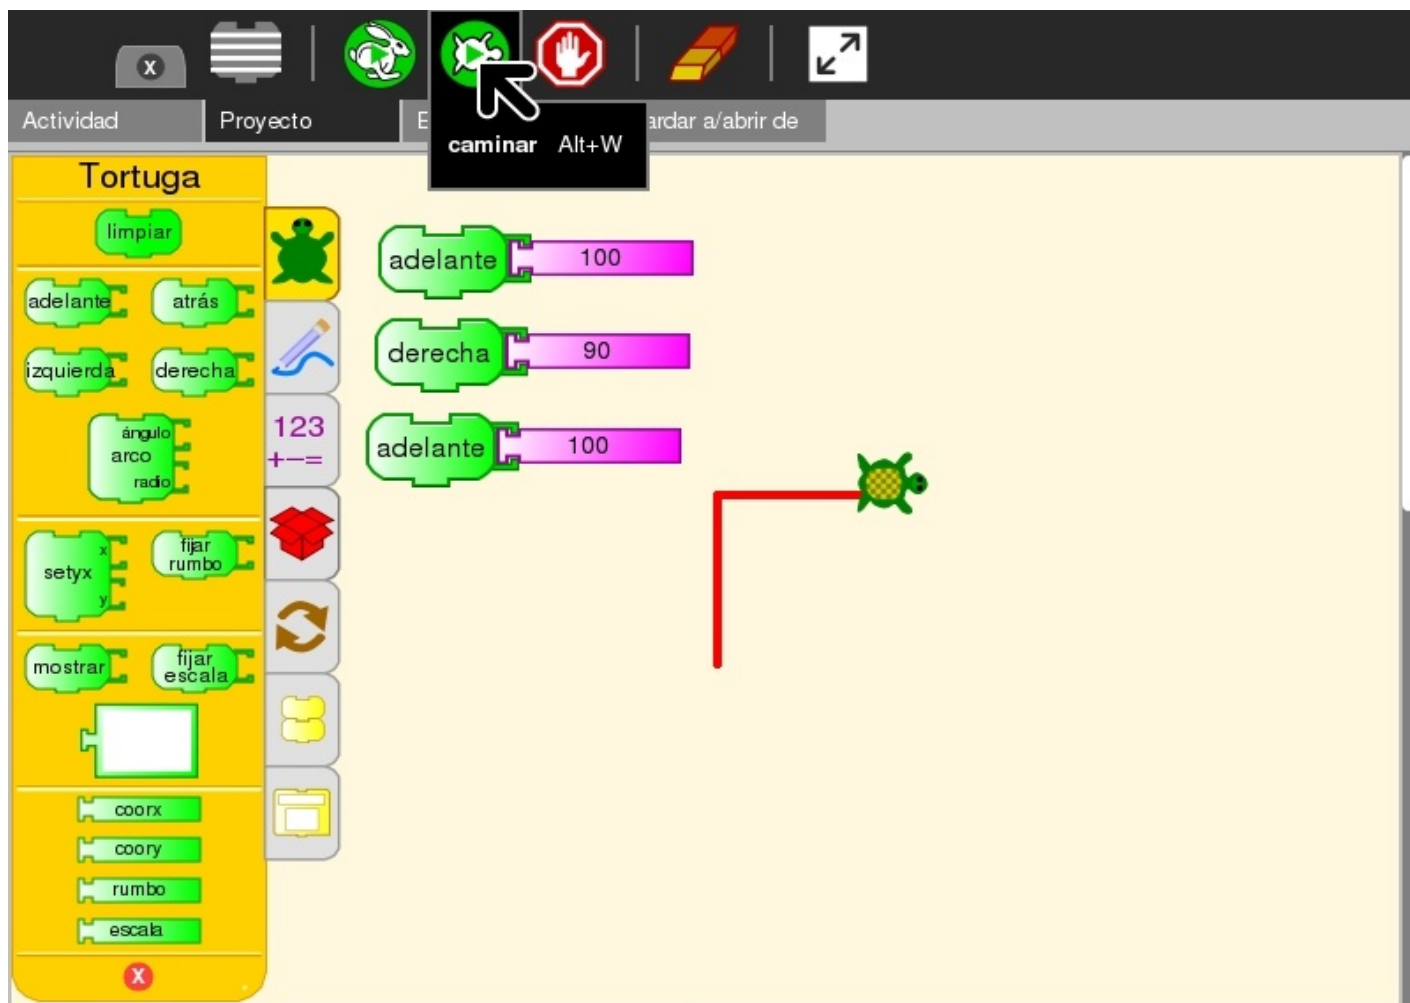 X
Actividad
Proyecto
E
ardar a/abrir de
caminar Alt+W
Tortuga
limpiar
adelante
atrás
izquierda
derecha
ángulo
arco
radio
x
setyx
y
fijar
rumbo
mostrar
fijar
escala
coorx
coory
rumbo
escala
X
123
+−=
adelante 100
derecha 90
adelante 100